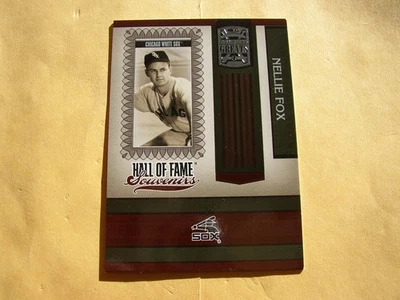 CHICAGO WHITE SOX
NELLIE FOX
HALL OF FAME
Souvenirs
SOX